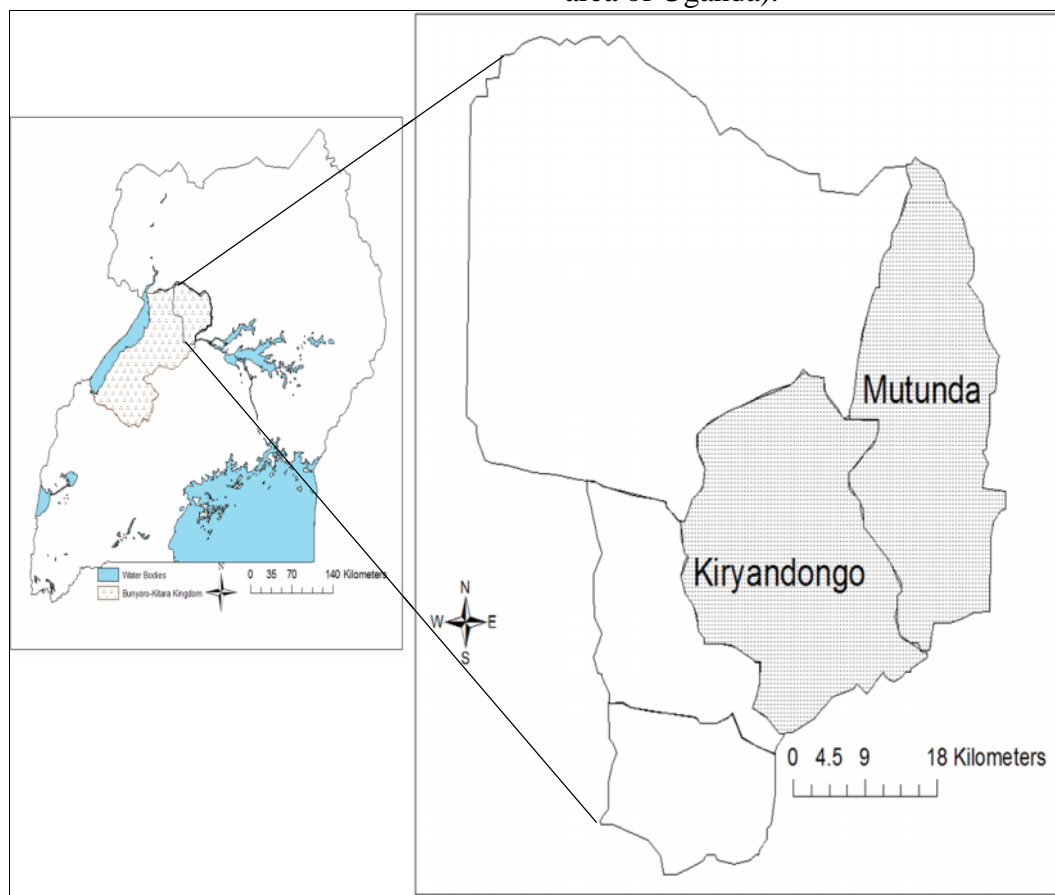 area of Uganda).
Mutunda
Kiryandongo
N
W E
S
0 4.5 9 18 Kilometers
Water Bodies
Bunyoro-Kitara Kingdom
N
0 35 70 140 Kilometers